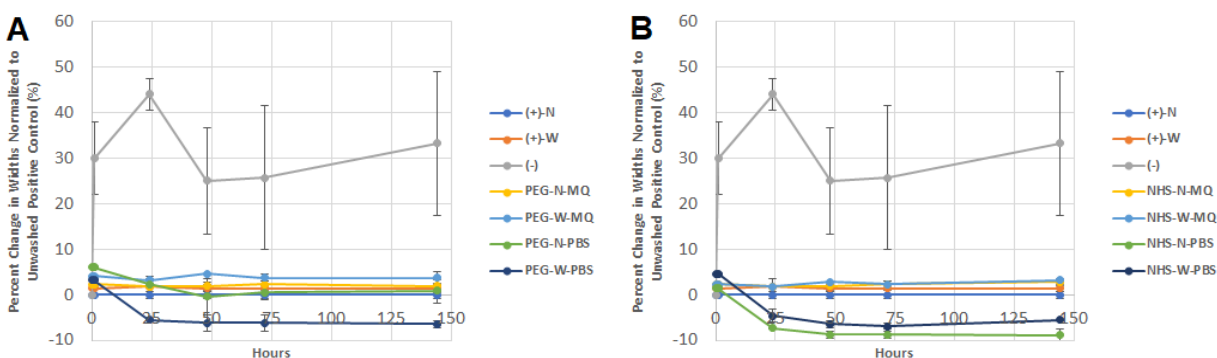 A
Percent Change in Widths Normalized to
Unwashed Positive Control (%)
60
50
40
30
20
10
0
-10
0
25
50
75
100
125
150
Hours
(+)-N
(+)-W
(-)
PEG-N-MQ
PEG-W-MQ
PEG-N-PBS
PEG-W-PBS
B
Percent Change in Widths Normalized to
Unwashed Positive Control (%)
60
50
40
30
20
10
0
-10
0
25
50
75
100
125
150
Hours
(+)-N
(+)-W
(-)
NHS-N-MQ
NHS-W-MQ
NHS-N-PBS
NHS-W-PBS